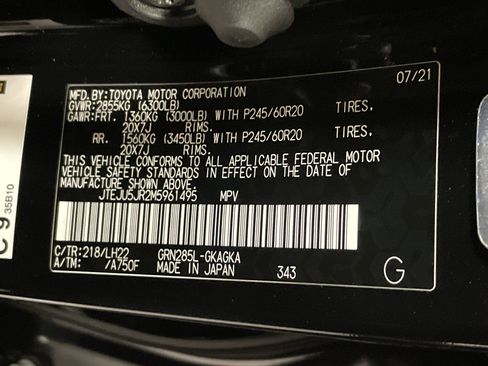 07/21
MFD.BY:TOYOTA MOTOR CORPORATION
GVWR:2855KG (6300LB)
GAWR:FRT. 1360KG (3000LB) WITH P245/60R20 TIRES.
20X7J RIMS.
RR. 1560KG (3450LB) WITH P245/60R20 TIRES.
20X7J RIMS.
THIS VEHICLE CONFORMS TO ALL APPLICABLE FEDERAL MOTOR
VEHICLE SAFETY STANDARDS IN EFFECT ON THE DATE OF
MANUFACTURE SHOWN ABOVE.
JTEJU5JR2M5961495 MPV
C/TR:218/LH22 GRN285L-GKAGKA
A/TM: /A750F MADE IN JAPAN 343
G
C9
35B10